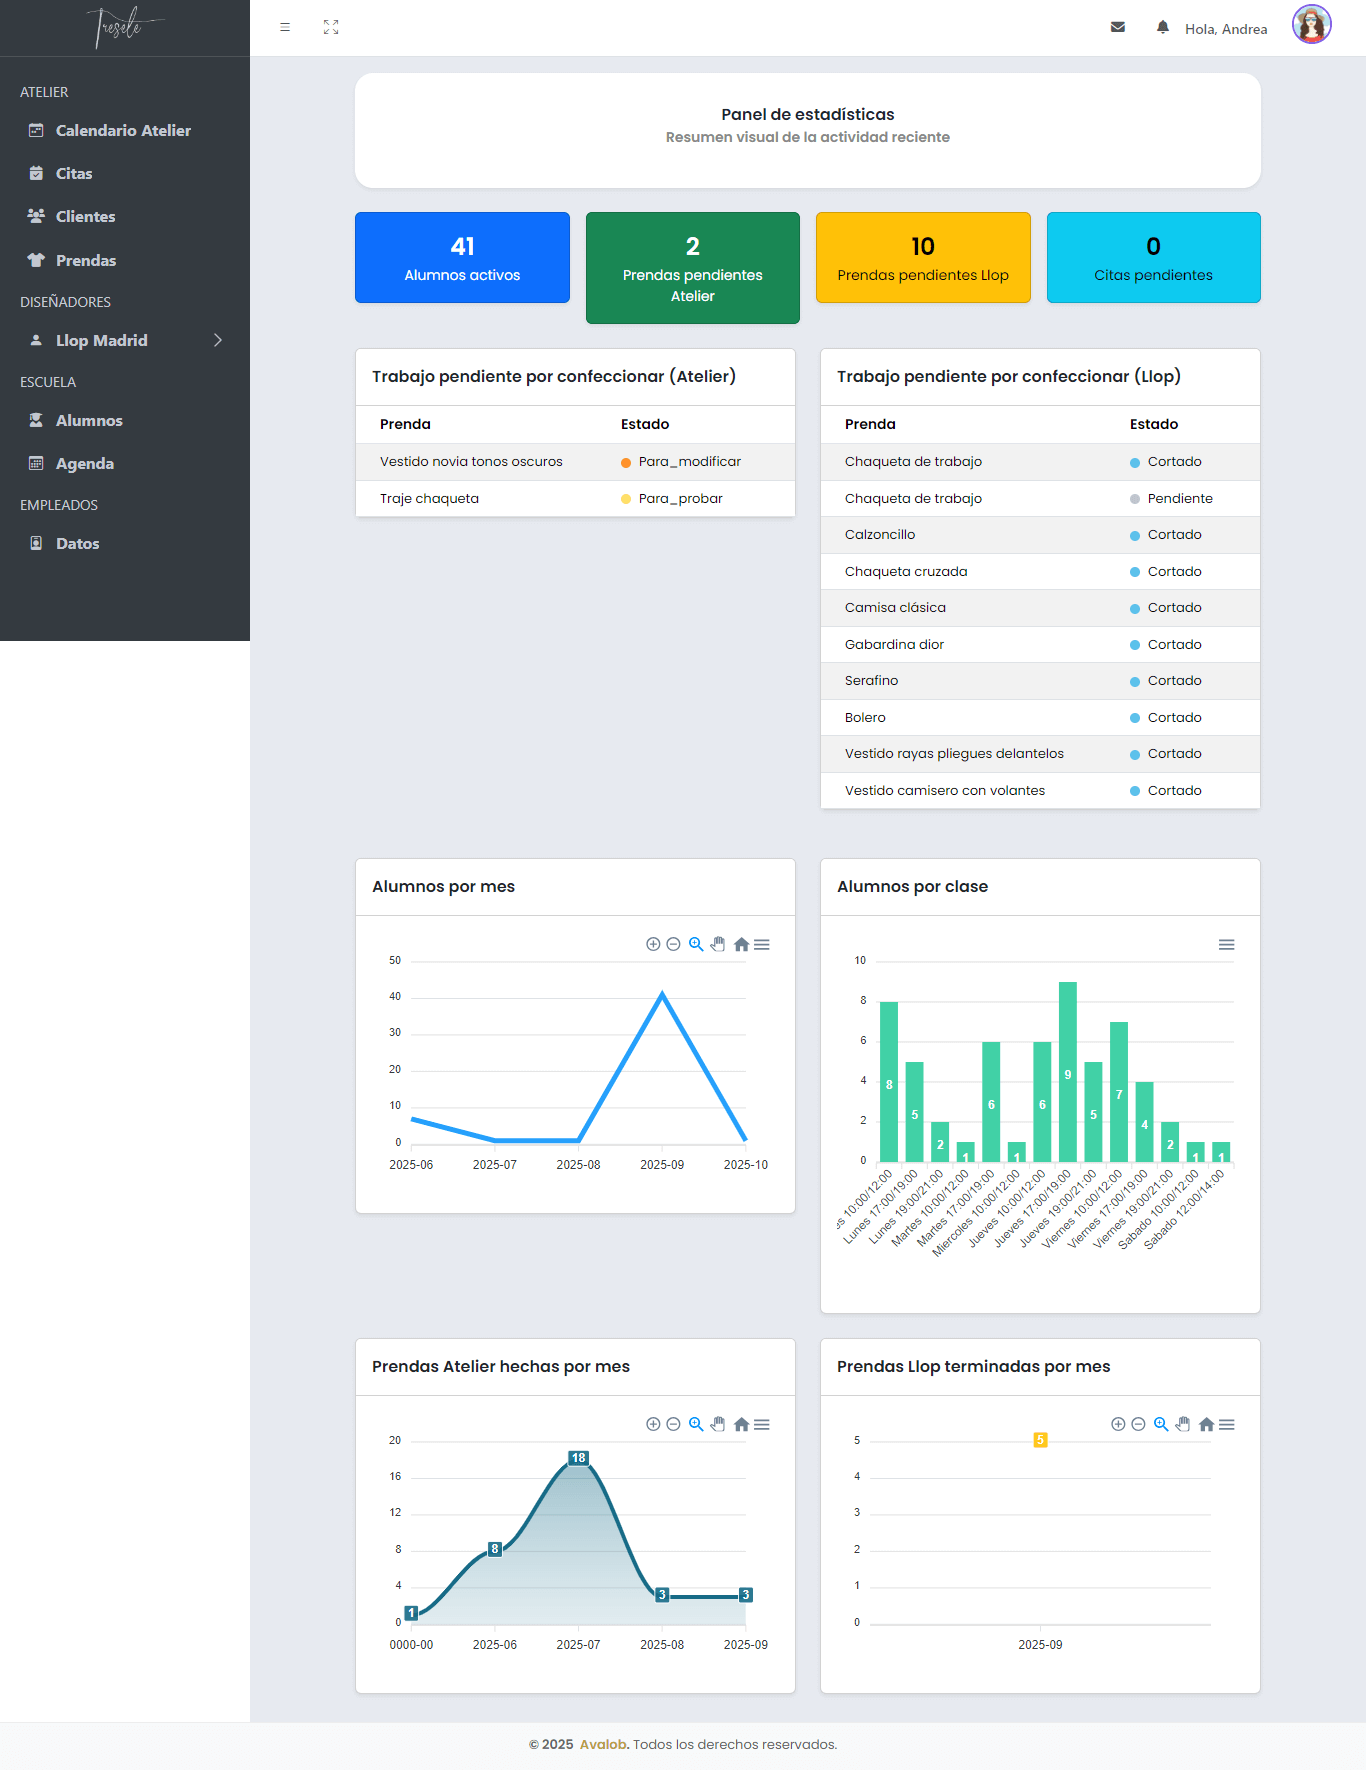 Tresele
Hola, Andrea
ATELIER
Calendario Atelier
Citas
Clientes
Prendas
DISEÑADORES
Llop Madrid
ESCUELA
Alumnos
Agenda
EMPLEADOS
Datos
Panel de estadísticas
Resumen visual de la actividad reciente
41
Alumnos activos
2
Prendas pendientes
Atelier
10
Prendas pendientes Llop
0
Citas pendientes
Trabajo pendiente por confeccionar (Atelier)
Prenda Estado
Vestido novia tonos oscuros Para_modificar
Traje chaqueta Para_probar
Trabajo pendiente por confeccionar (Llop)
Prenda Estado
Chaqueta de trabajo Cortado
Chaqueta de trabajo Pendiente
Calzoncillo Cortado
Chaqueta cruzada Cortado
Camisa clásica Cortado
Gabardina dior Cortado
Serafino Cortado
Bolero Cortado
Vestido rayas pliegues delantelos Cortado
Vestido camisero con volantes Cortado
Alumnos por mes
50
40
30
20
10
0
2025-06 2025-07 2025-08 2025-09 2025-10
Alumnos por clase
10
8
6
4
2
0
8 5 2 1 6 1 6 9 5 7 4 2 1 1
es 10:00/12:00
Lunes 17:00/19:00
Lunes 19:00/21:00
Martes 10:00/12:00
Martes 17:00/19:00
Miercoles 10:00/12:00
Jueves 10:00/12:00
Jueves 17:00/19:00
Jueves 19:00/21:00
Viernes 10:00/12:00
Viernes 17:00/19:00
Viernes 19:00/21:00
Sabado 10:00/12:00
Sabado 12:00/14:00
Prendas Atelier hechas por mes
20
16
12
8
4
0
1 8 18 3 3
0000-00 2025-06 2025-07 2025-08 2025-09
Prendas Llop terminadas por mes
5
4
3
2
1
0
5
2025-09
© 2025 Avalob. Todos los derechos reservados.